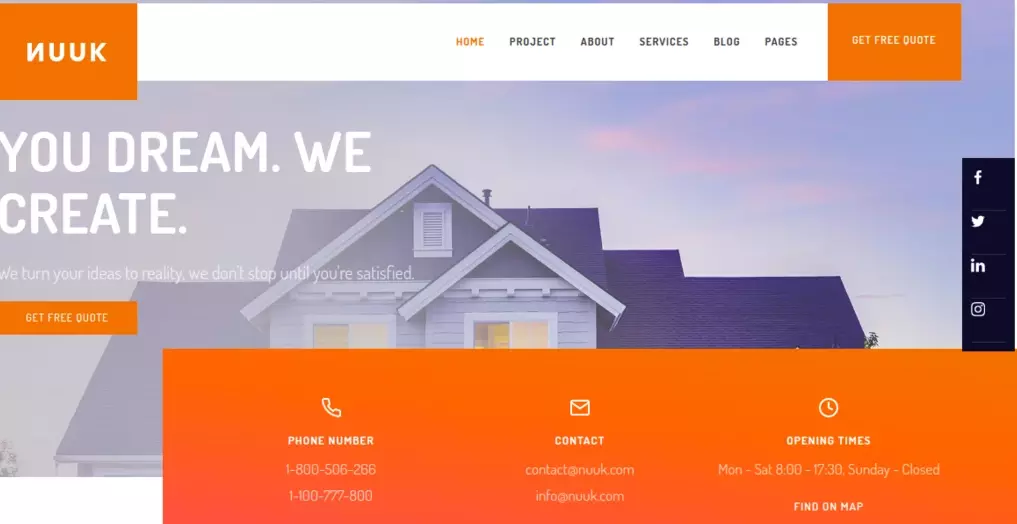 NUUK
HOME PROJECT ABOUT SERVICES BLOG PAGES
GET FREE QUOTE
YOU DREAM. WE
CREATE.
We turn your ideas to reality, we don't stop until you're satisfied.
GET FREE QUOTE
PHONE NUMBER
1-800-506-266
1-100-777-800
CONTACT
contact@nuuk.com
info@nuuk.com
OPENING TIMES
Mon - Sat 8:00 - 17:30, Sunday - Closed
FIND ON MAP